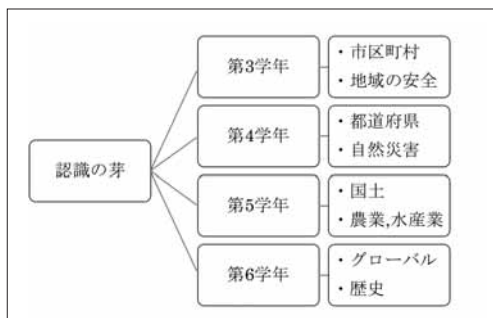 認識の芽
第3学年
・市区町村
・地域の安全
第4学年
・都道府県
・自然災害
第5学年
・国土
・農業,水産業
第6学年
・グローバル
・歴史